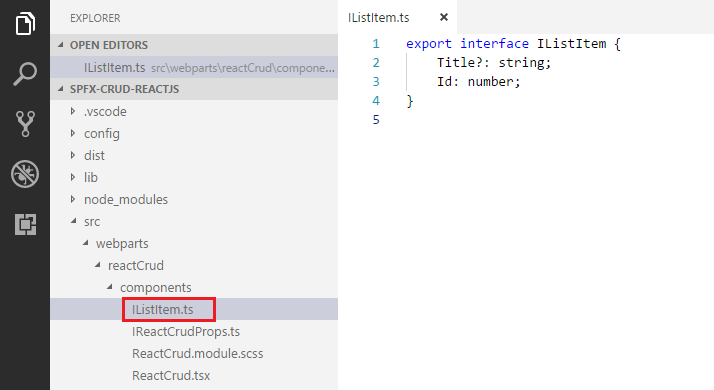 EXPLORER
OPEN EDITORS
IListItem.ts src\webparts\reactCrud\compone...
SPFX-CRUD-REACTJS
.vscode
config
dist
lib
node_modules
src
webparts
reactCrud
components
IListItem.ts
IReactCrudProps.ts
ReactCrud.module.scss
ReactCrud.tsx
IListItem.ts
1 export interface IListItem {
2 Title?: string;
3 Id: number;
4 }
5